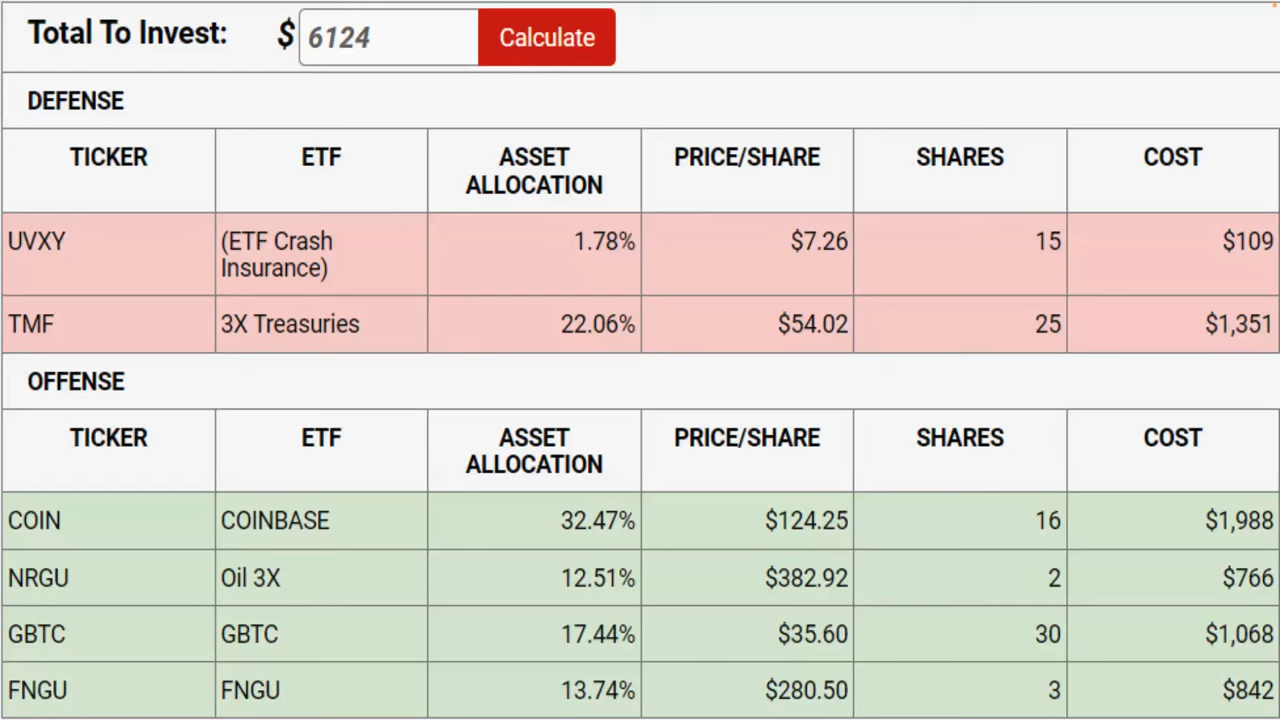 Total To Invest: $ 6124 Calculate
DEFENSE
TICKER ETF ASSET ALLOCATION PRICE/SHARE SHARES COST
UVXY (ETF Crash Insurance) 1.78% $7.26 15 $109
TMF 3X Treasuries 22.06% $54.02 25 $1,351
OFFENSE
TICKER ETF ASSET ALLOCATION PRICE/SHARE SHARES COST
COIN COINBASE 32.47% $124.25 16 $1,988
NRGU Oil 3X 12.51% $382.92 2 $766
GBTC GBTC 17.44% $35.60 30 $1,068
FNGU FNGU 13.74% $280.50 3 $842